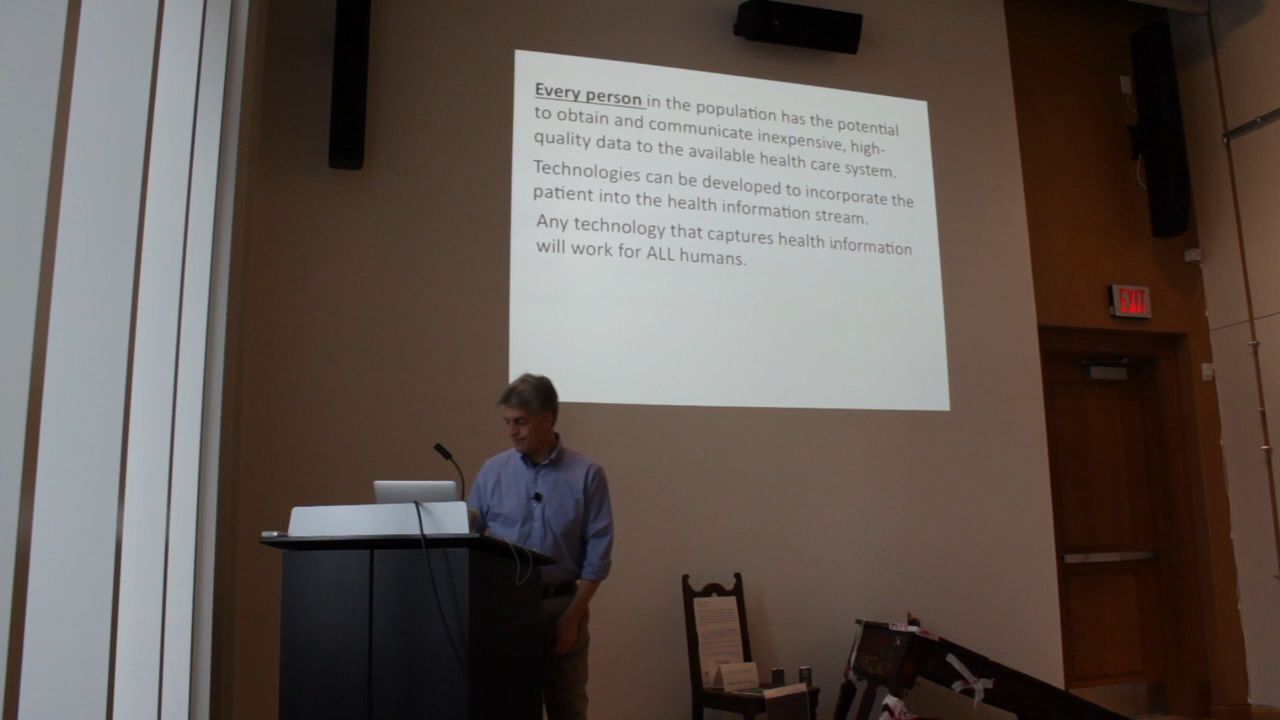 Every person in the population has the potential
to obtain and communicate inexpensive, high-
quality data to the available health care system.
Technologies can be developed to incorporate the
patient into the health information stream.
Any technology that captures health information
will work for ALL humans.
EXIT